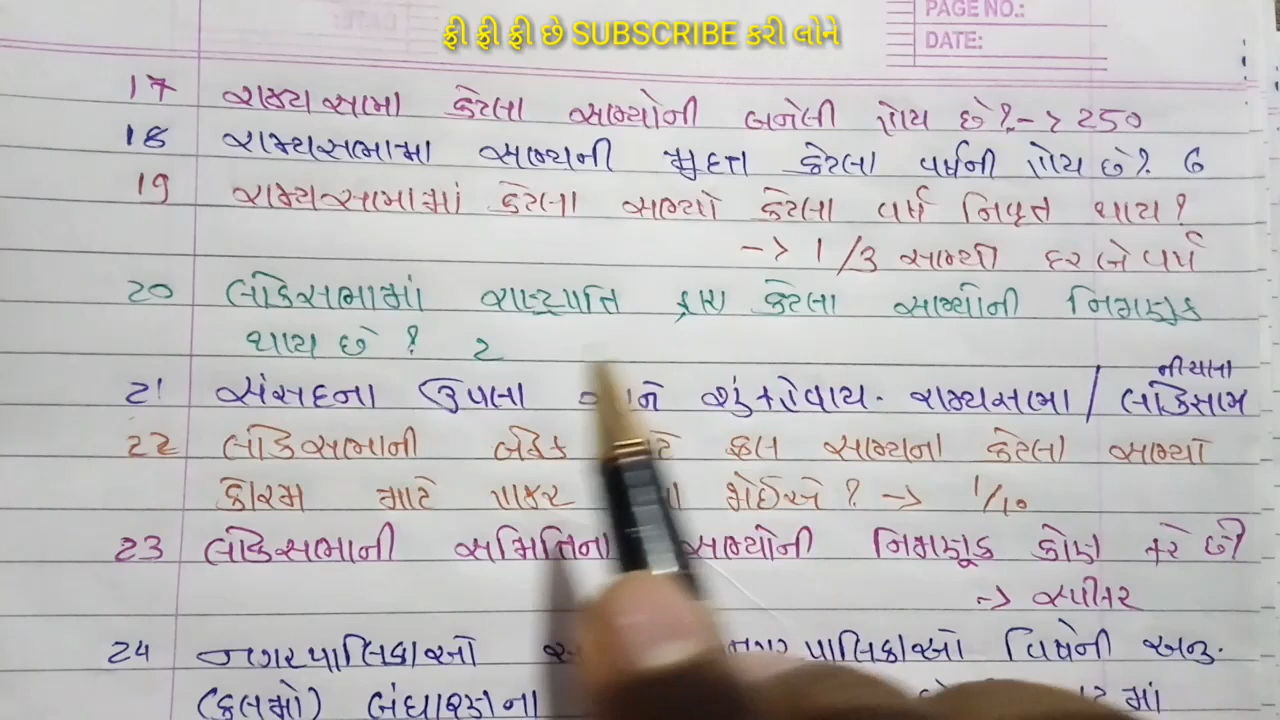 PAGE NO.:
ફ્રી ફ્રી ફ્રી છે SUBSCRIBE કરી લોને
DATE:
17 રાજ્ય સભા કેટલા સભ્યોની બનેલી હોય છે? -> 250
18 રાજ્યસભામા સભ્યની મુદત કેટલા વર્ષની હોય છે? 6
19 રાજ્યસભામાં કેટલા સભ્યો કેટલા વર્ષે નિવૃત થાય?
-> 1/3 સભ્યો દર બે વર્ષે
20 લોકસભામાં રાષ્ટ્રપતિ દ્વારા કેટલા સભ્યોની નિમણૂક
થાય છે ? 2
નીચલા
21 સંસદના ઉપલા શું કહેવાય. રાજ્યસભા / લોકસભા
22 લોકસભાની બેઠક કુલ સભ્યના કેટલા સભ્યો
કોરમ માટે હાજર જોઈએ ? -> 1/10
23 લોકસભાની સમિતિના સભ્યોની નિમણૂક કોણ કરે છે
-> સ્પીકર
24 નગરપાલિકાઓ નગરપાલિકાઓ વિષેની અનુ.
(કલમો) બંધારણના માં